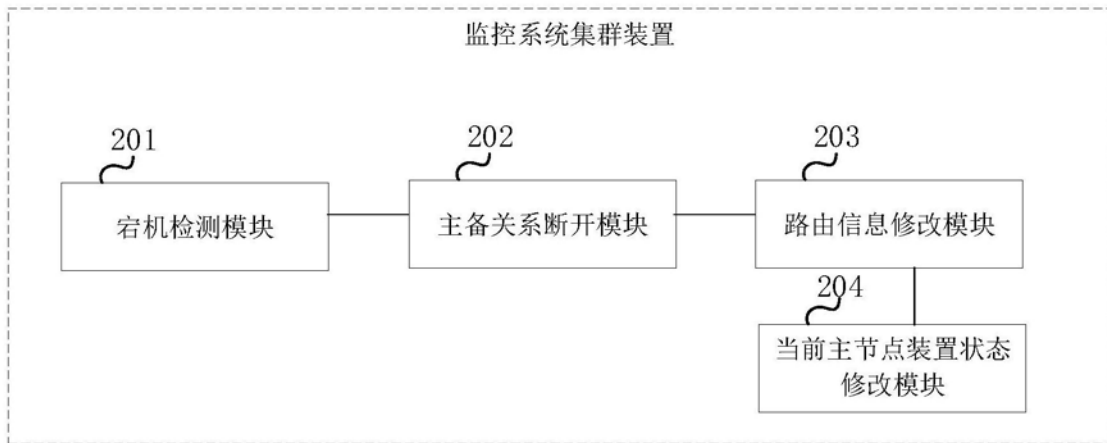 监控系统集群装置
201
202
203
宕机检测模块
主备关系断开模块
路由信息修改模块
204
当前主节点装置状态
修改模块